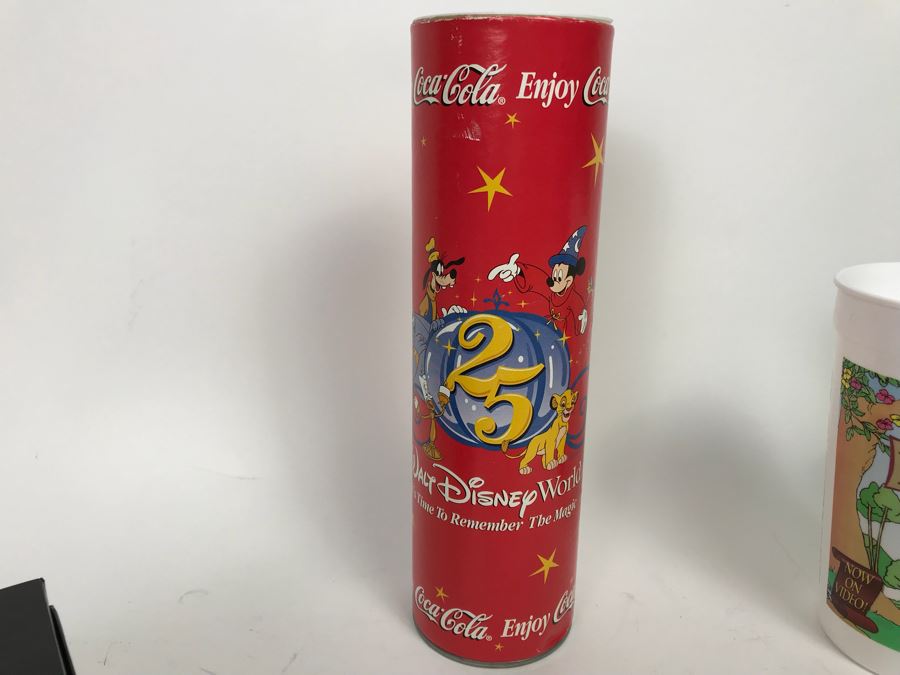 Coca-Cola® Enjoy Coca
25
Walt Disney World
A Time To Remember The Magic
Coca-Cola® Enjoy Co
NOW
ON
VIDEO!